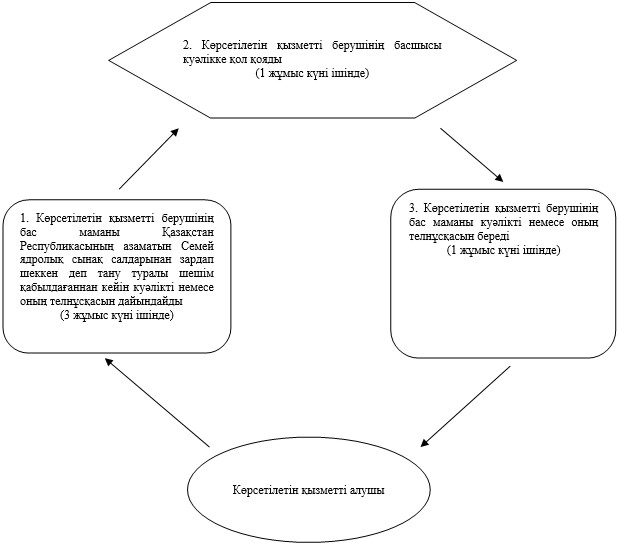 2. Көрсетілетін қызметті берушінің басшысы
куәлікке қол қояды
(1 жұмыс күні ішінде)
1. Көрсетілетін қызметті берушінің
бас маманы Қазақстан
Республикасының азаматын Семей
ядролық сынақ салдарынан зардап
шеккен деп тану туралы шешім
қабылдағаннан кейін куәлікті немесе
оның телнұсқасын дайындайды
(3 жұмыс күні ішінде)
3. Көрсетілетін қызметті берушінің
бас маманы куәлікті немесе оның
телнұсқасын береді
(1 жұмыс күні ішінде)
Көрсетілетін қызметті алушы